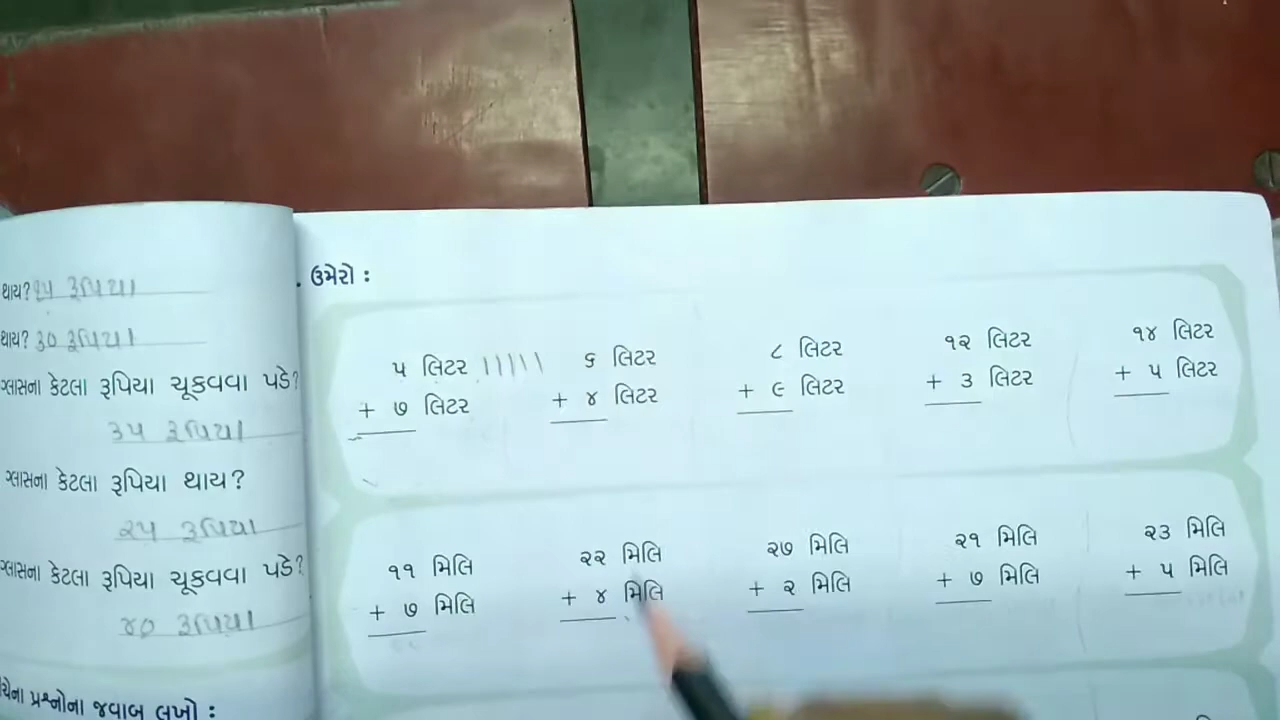 થાય? ૨૫ રૂપિયા
થાય? ૩૦ રૂપિયા
ગ્લાસના કેટલા રૂપિયા ચૂકવવા પડે?
૩૫ રૂપિયા
ગ્લાસના કેટલા રૂપિયા થાય?
૨૫ રૂપિયા
ગ્લાસના કેટલા રૂપિયા ચૂકવવા પડે?
૪૦ રૂપિયા
પ્રશ્નોના જવાબ લખો :
ઉમેરો :
૫ લિટર ૬ લિટર ૮ લિટર ૧૨ લિટર ૧૪ લિટર
+ ૭ લિટર + ૪ લિટર + ૯ લિટર + ૩ લિટર + ૫ લિટર
૧૧ મિલિ ૨૨ મિલિ ૨૭ મિલિ ૨૧ મિલિ ૨૩ મિલિ
+ ૭ મિલિ + ૪ મિલિ + ૨ મિલિ + ૭ મિલિ + ૫ મિલિ